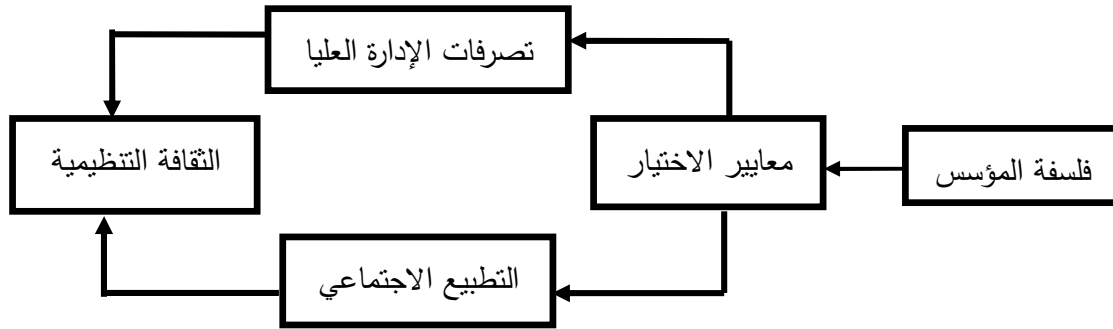 فلسفة المؤسس
معايير الاختيار
تصرفات الإدارة العليا
التطبيع الاجتماعي
الثقافة التنظيمية